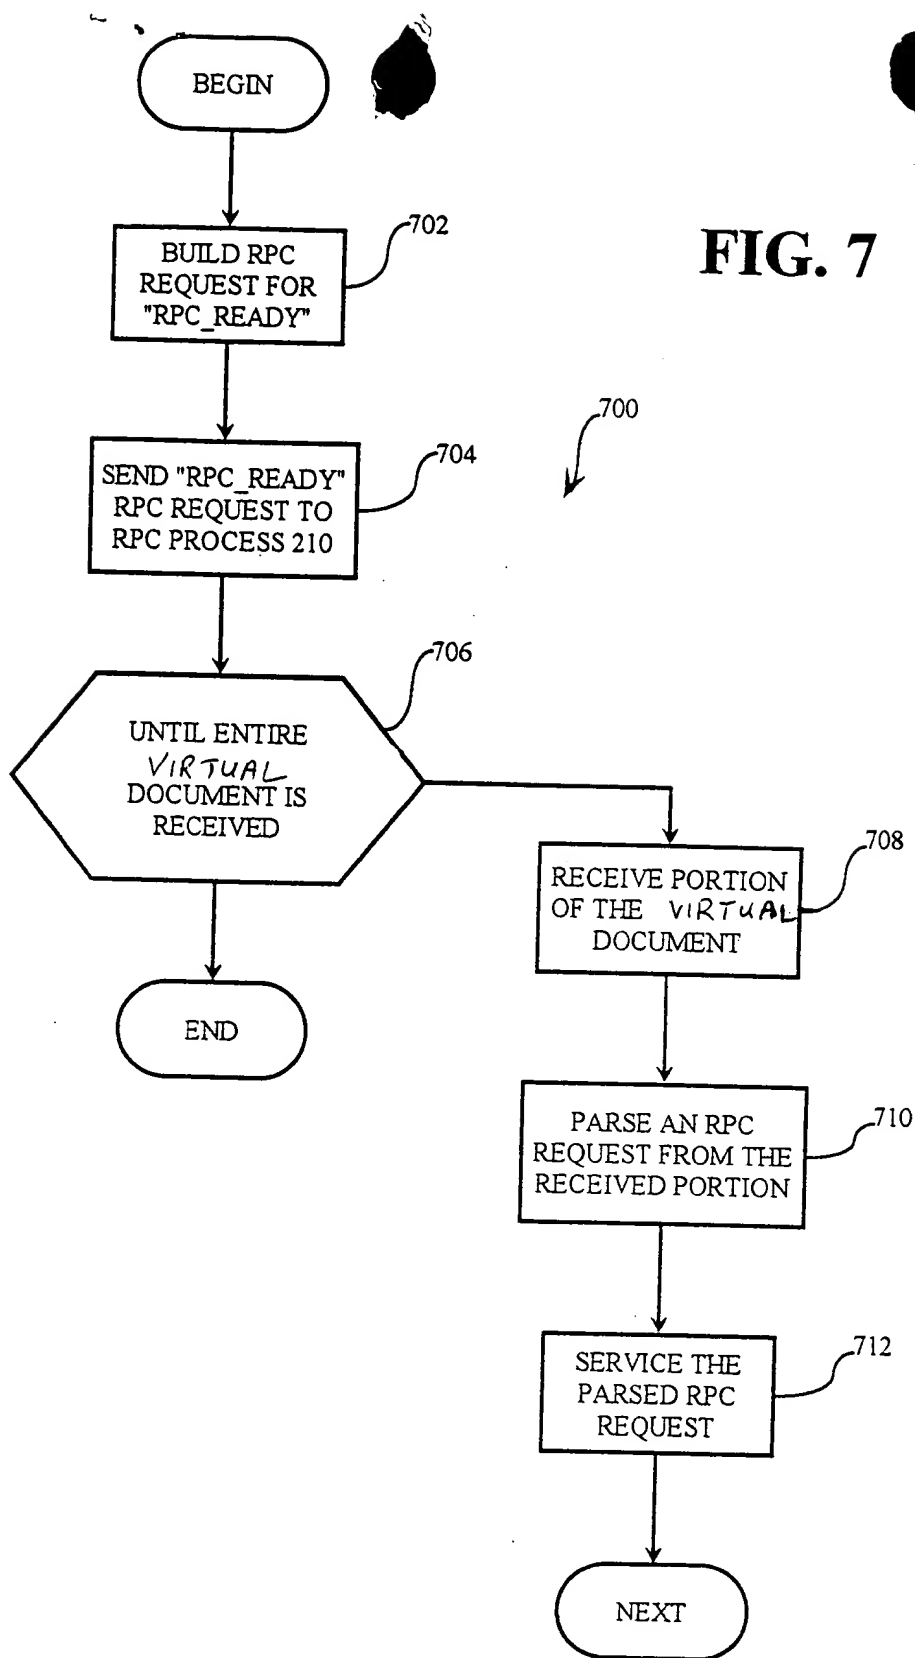 BEGIN
702
BUILD RPC
REQUEST FOR
"RPC_READY"
FIG. 7
700
704
SEND "RPC_READY"
RPC REQUEST TO
RPC PROCESS 210
706
UNTIL ENTIRE
VIRTUAL
DOCUMENT IS
RECEIVED
708
RECEIVE PORTION
OF THE VIRTUAL
DOCUMENT
END
710
PARSE AN RPC
REQUEST FROM THE
RECEIVED PORTION
712
SERVICE THE
PARSED RPC
REQUEST
NEXT